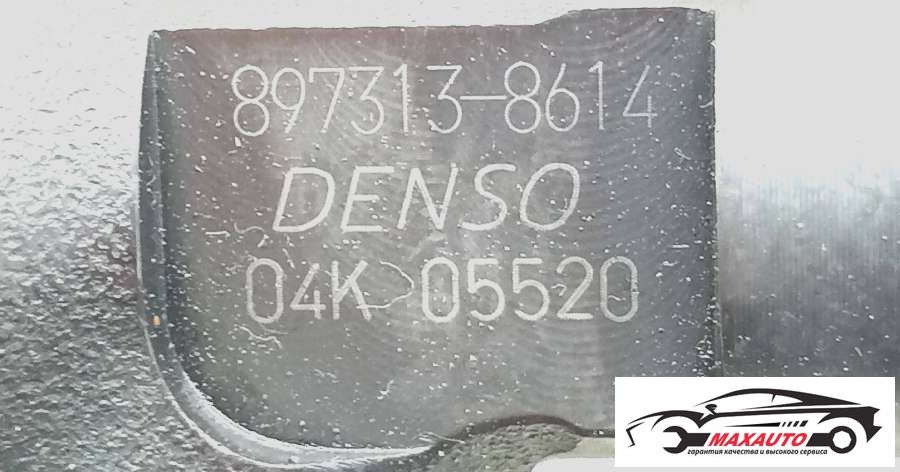 897313-8614
DENSO
04K 05520
MAXAUTO
гарантия качества и высокого сервиса